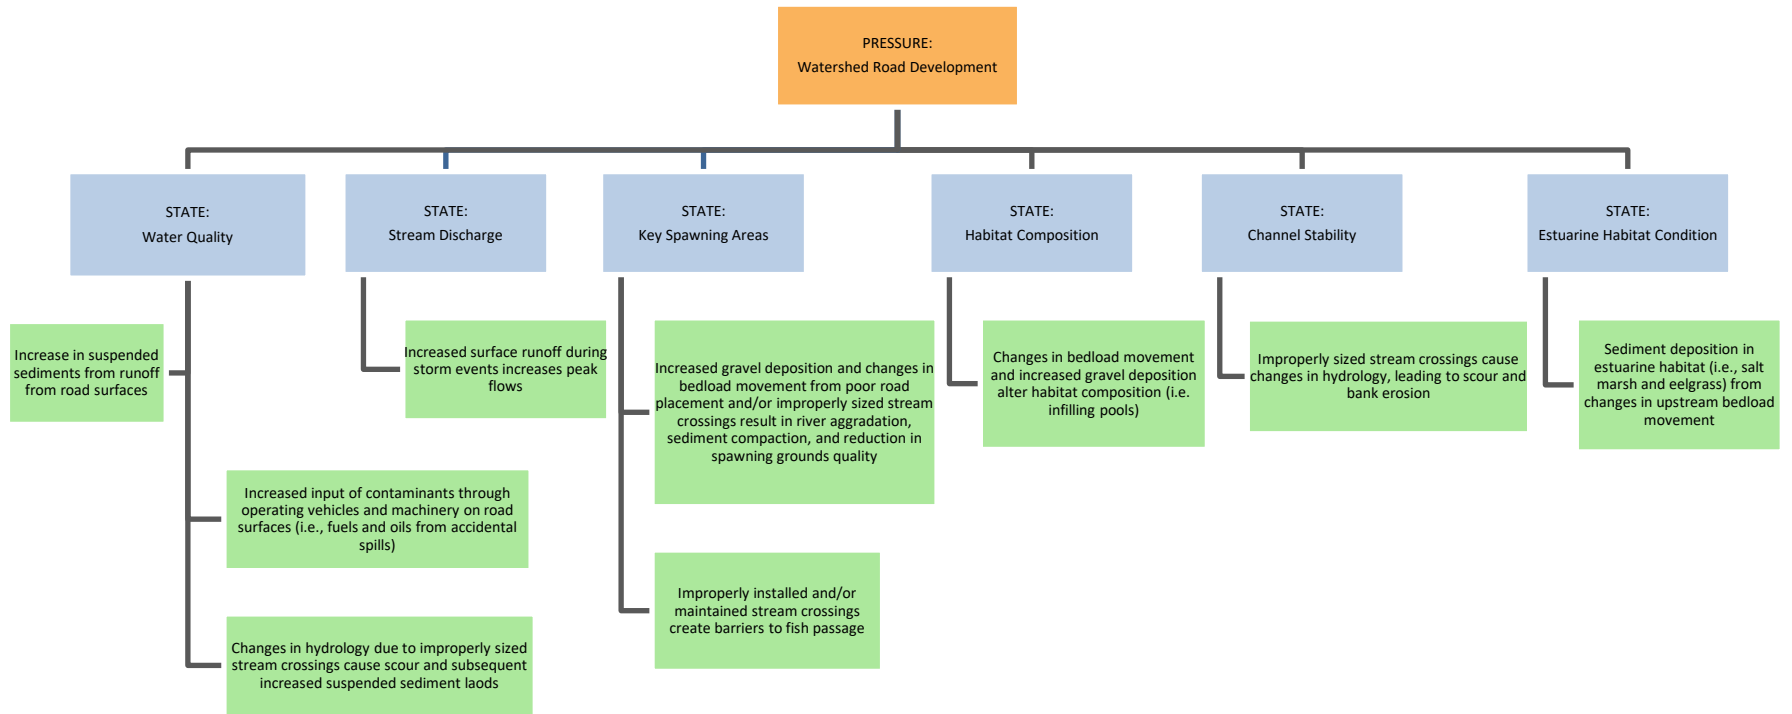 PRESSURE:
Watershed Road Development
STATE:
Water Quality
STATE:
Stream Discharge
STATE:
Key Spawning Areas
STATE:
Habitat Composition
STATE:
Channel Stability
STATE:
Estuarine Habitat Condition
Increase in suspended
sediments from runoff
from road surfaces
Increased input of contaminants through
operating vehicles and machinery on road
surfaces (i.e., fuels and oils from accidental
spills)
Changes in hydrology due to improperly sized
stream crossings cause scour and subsequent
increased suspended sediment laods
Increased surface runoff during
storm events increases peak
flows
Increased gravel deposition and changes in
bedload movement from poor road
placement and/or improperly sized stream
crossings result in river aggradation,
sediment compaction, and reduction in
spawning grounds quality
Improperly installed and/or
maintained stream crossings
create barriers to fish passage
Changes in bedload movement
and increased gravel deposition
alter habitat composition (i.e.
infilling pools)
Improperly sized stream crossings cause
changes in hydrology, leading to scour and
bank erosion
Sediment deposition in
estuarine habitat (i.e., salt
marsh and eelgrass) from
changes in upstream bedload
movement